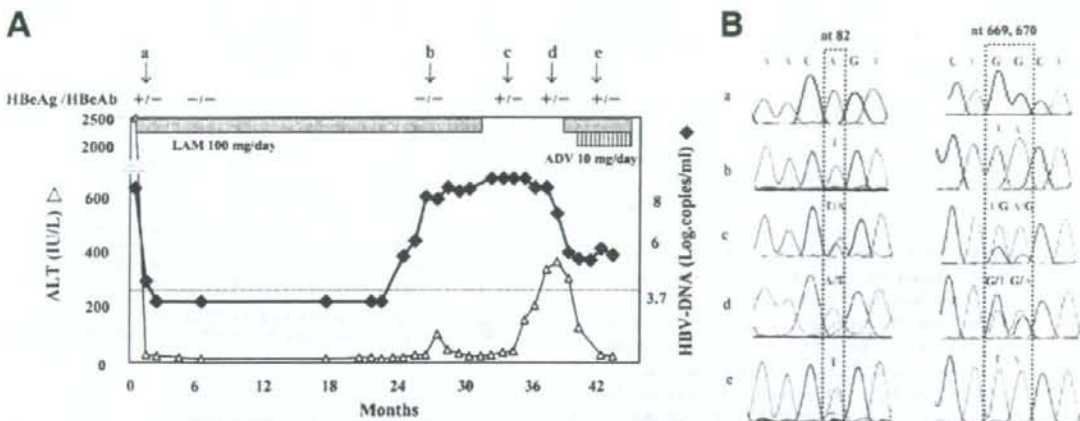 A
a b c d e
HBeAg /HBeAb +/− −/− −/− +/− +/− +/−
LAM 100 mg/day
ADV 10 mg/day
2500
2000
600
400
200
0
ALT (IU/L) △
8
6
3.7
HBV-DNA (Log.copies/ml) ◆
0 6 12 18 24 30 36 42
Months
B
nt 82
nt 669, 670
a
b
c
d
e